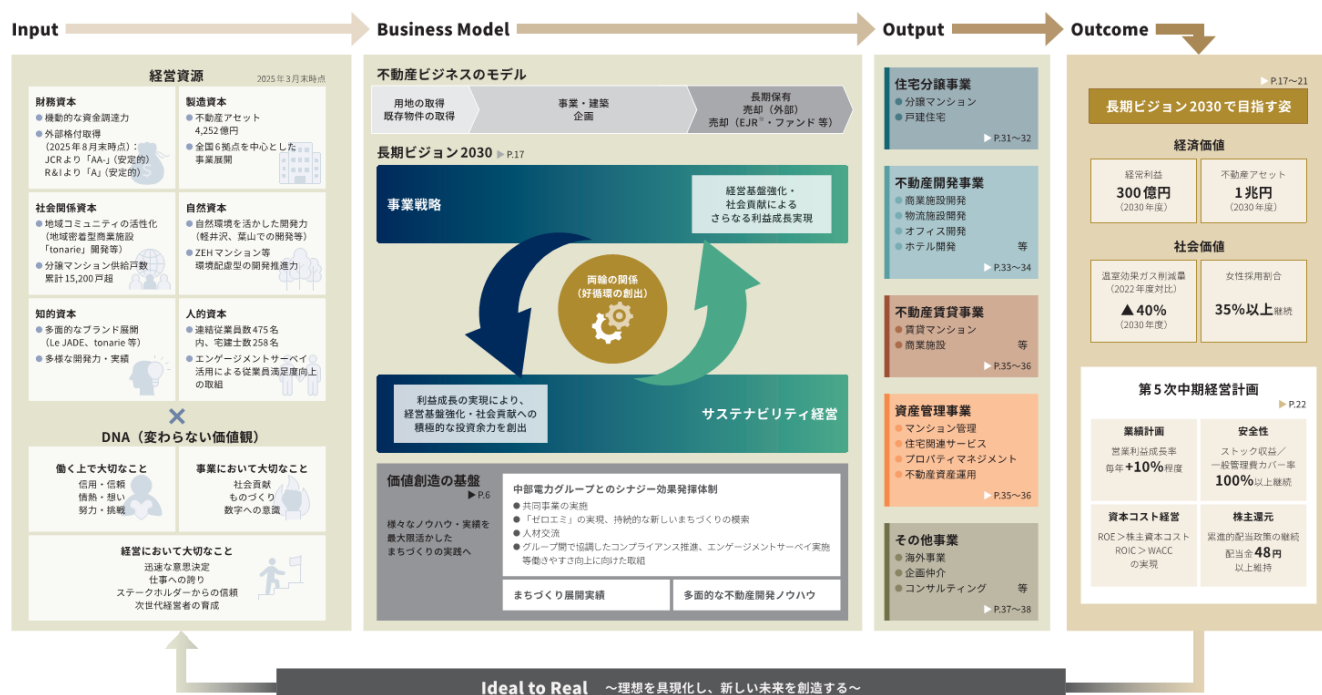 Input
Business Model
Output
Outcome
経営資源
2025年3月末時点
財務資本
● 機動的な資金調達力
● 外部格付取得
（2025年8月末時点）：
JCRより「AA-」（安定的）
R&Iより「A」（安定的）
製造資本
● 不動産アセット
4,252億円
● 全国6拠点を中心とした
事業展開
社会関係資本
● 地域コミュニティの活性化
（地域密着型商業施設
「tonarie」開発等）
● 分譲マンション供給戸数
累計15,200戸超
自然資本
● 自然環境を活かした開発力
（軽井沢、葉山での開発等）
● ZEHマンション等
環境配慮型の開発推進力
知的資本
● 多面的なブランド展開
（Le JADE、tonarie 等）
● 多様な開発力・実績
人的資本
● 連結従業員数475名
内、宅建士数258名
● エンゲージメントサーベイ
活用による従業員満足度向上
の取組
×
DNA（変わらない価値観）
働く上で大切なこと
信用・信頼
情熱・想い
努力・挑戦
事業において大切なこと
社会貢献
ものづくり
数字への意識
経営において大切なこと
迅速な意思決定
仕事への誇り
ステークホルダーからの信頼
次世代経営者の育成
不動産ビジネスのモデル
用地の取得
既存物件の取得
事業・建築
企画
長期保有
売却（外部）
売却（EJR※・ファンド 等）
長期ビジョン2030 ▶P.17
事業戦略
経営基盤強化・
社会貢献による
さらなる利益成長実現
両輪の関係
（好循環の創出）
利益成長の実現により、
経営基盤強化・社会貢献への
積極的な投資余力を創出
サステナビリティ経営
価値創造の基盤
▶P.6
様々なノウハウ・実績を
最大限活かした
まちづくりの実践へ
中部電力グループとのシナジー効果発揮体制
● 共同事業の実施
● 「ゼロエミ」の実現、持続的な新しいまちづくりの模索
● 人材交流
● グループ間で協調したコンプライアンス推進、エンゲージメントサーベイ実施
等働きやすさ向上に向けた取組
まちづくり展開実績
多面的な不動産開発ノウハウ
住宅分譲事業
● 分譲マンション
● 戸建住宅
▶P.31～32
不動産開発事業
● 商業施設開発
● 物流施設開発
● オフィス開発
● ホテル開発 等
▶P.33～34
不動産賃貸事業
● 賃貸マンション
● 商業施設 等
▶P.35～36
資産管理事業
● マンション管理
● 住宅関連サービス
● プロパティマネジメント
● 不動産資産運用
▶P.35～36
その他事業
● 海外事業
● 企画仲介
● コンサルティング 等
▶P.37～38
▶P.17～21
長期ビジョン2030で目指す姿
経済価値
経常利益
300億円
（2030年度）
不動産アセット
1兆円
（2030年度）
社会価値
温室効果ガス削減量
（2022年度対比）
▲40%
（2030年度）
女性採用割合
35%以上継続
第5次中期経営計画
▶P.22
業績計画
営業利益成長率
毎年+10%程度
安全性
ストック収益／
一般管理費カバー率
100%以上継続
資本コスト経営
ROE＞株主資本コスト
ROIC＞WACC
の実現
株主還元
累進的配当政策の継続
配当金48円
以上維持
Ideal to Real ～理想を具現化し、新しい未来を創造する～